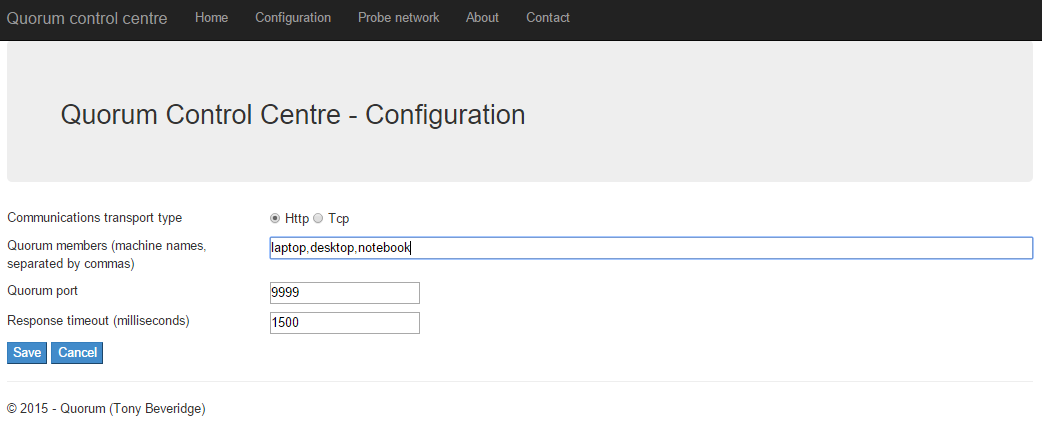 Quorum control centre Home Configuration Probe network About Contact
Quorum Control Centre - Configuration
Communications transport type Http Tcp
Quorum members (machine names, separated by commas) laptop,desktop,notebook
Quorum port 9999
Response timeout (milliseconds) 1500
Save Cancel
© 2015 - Quorum (Tony Beveridge)